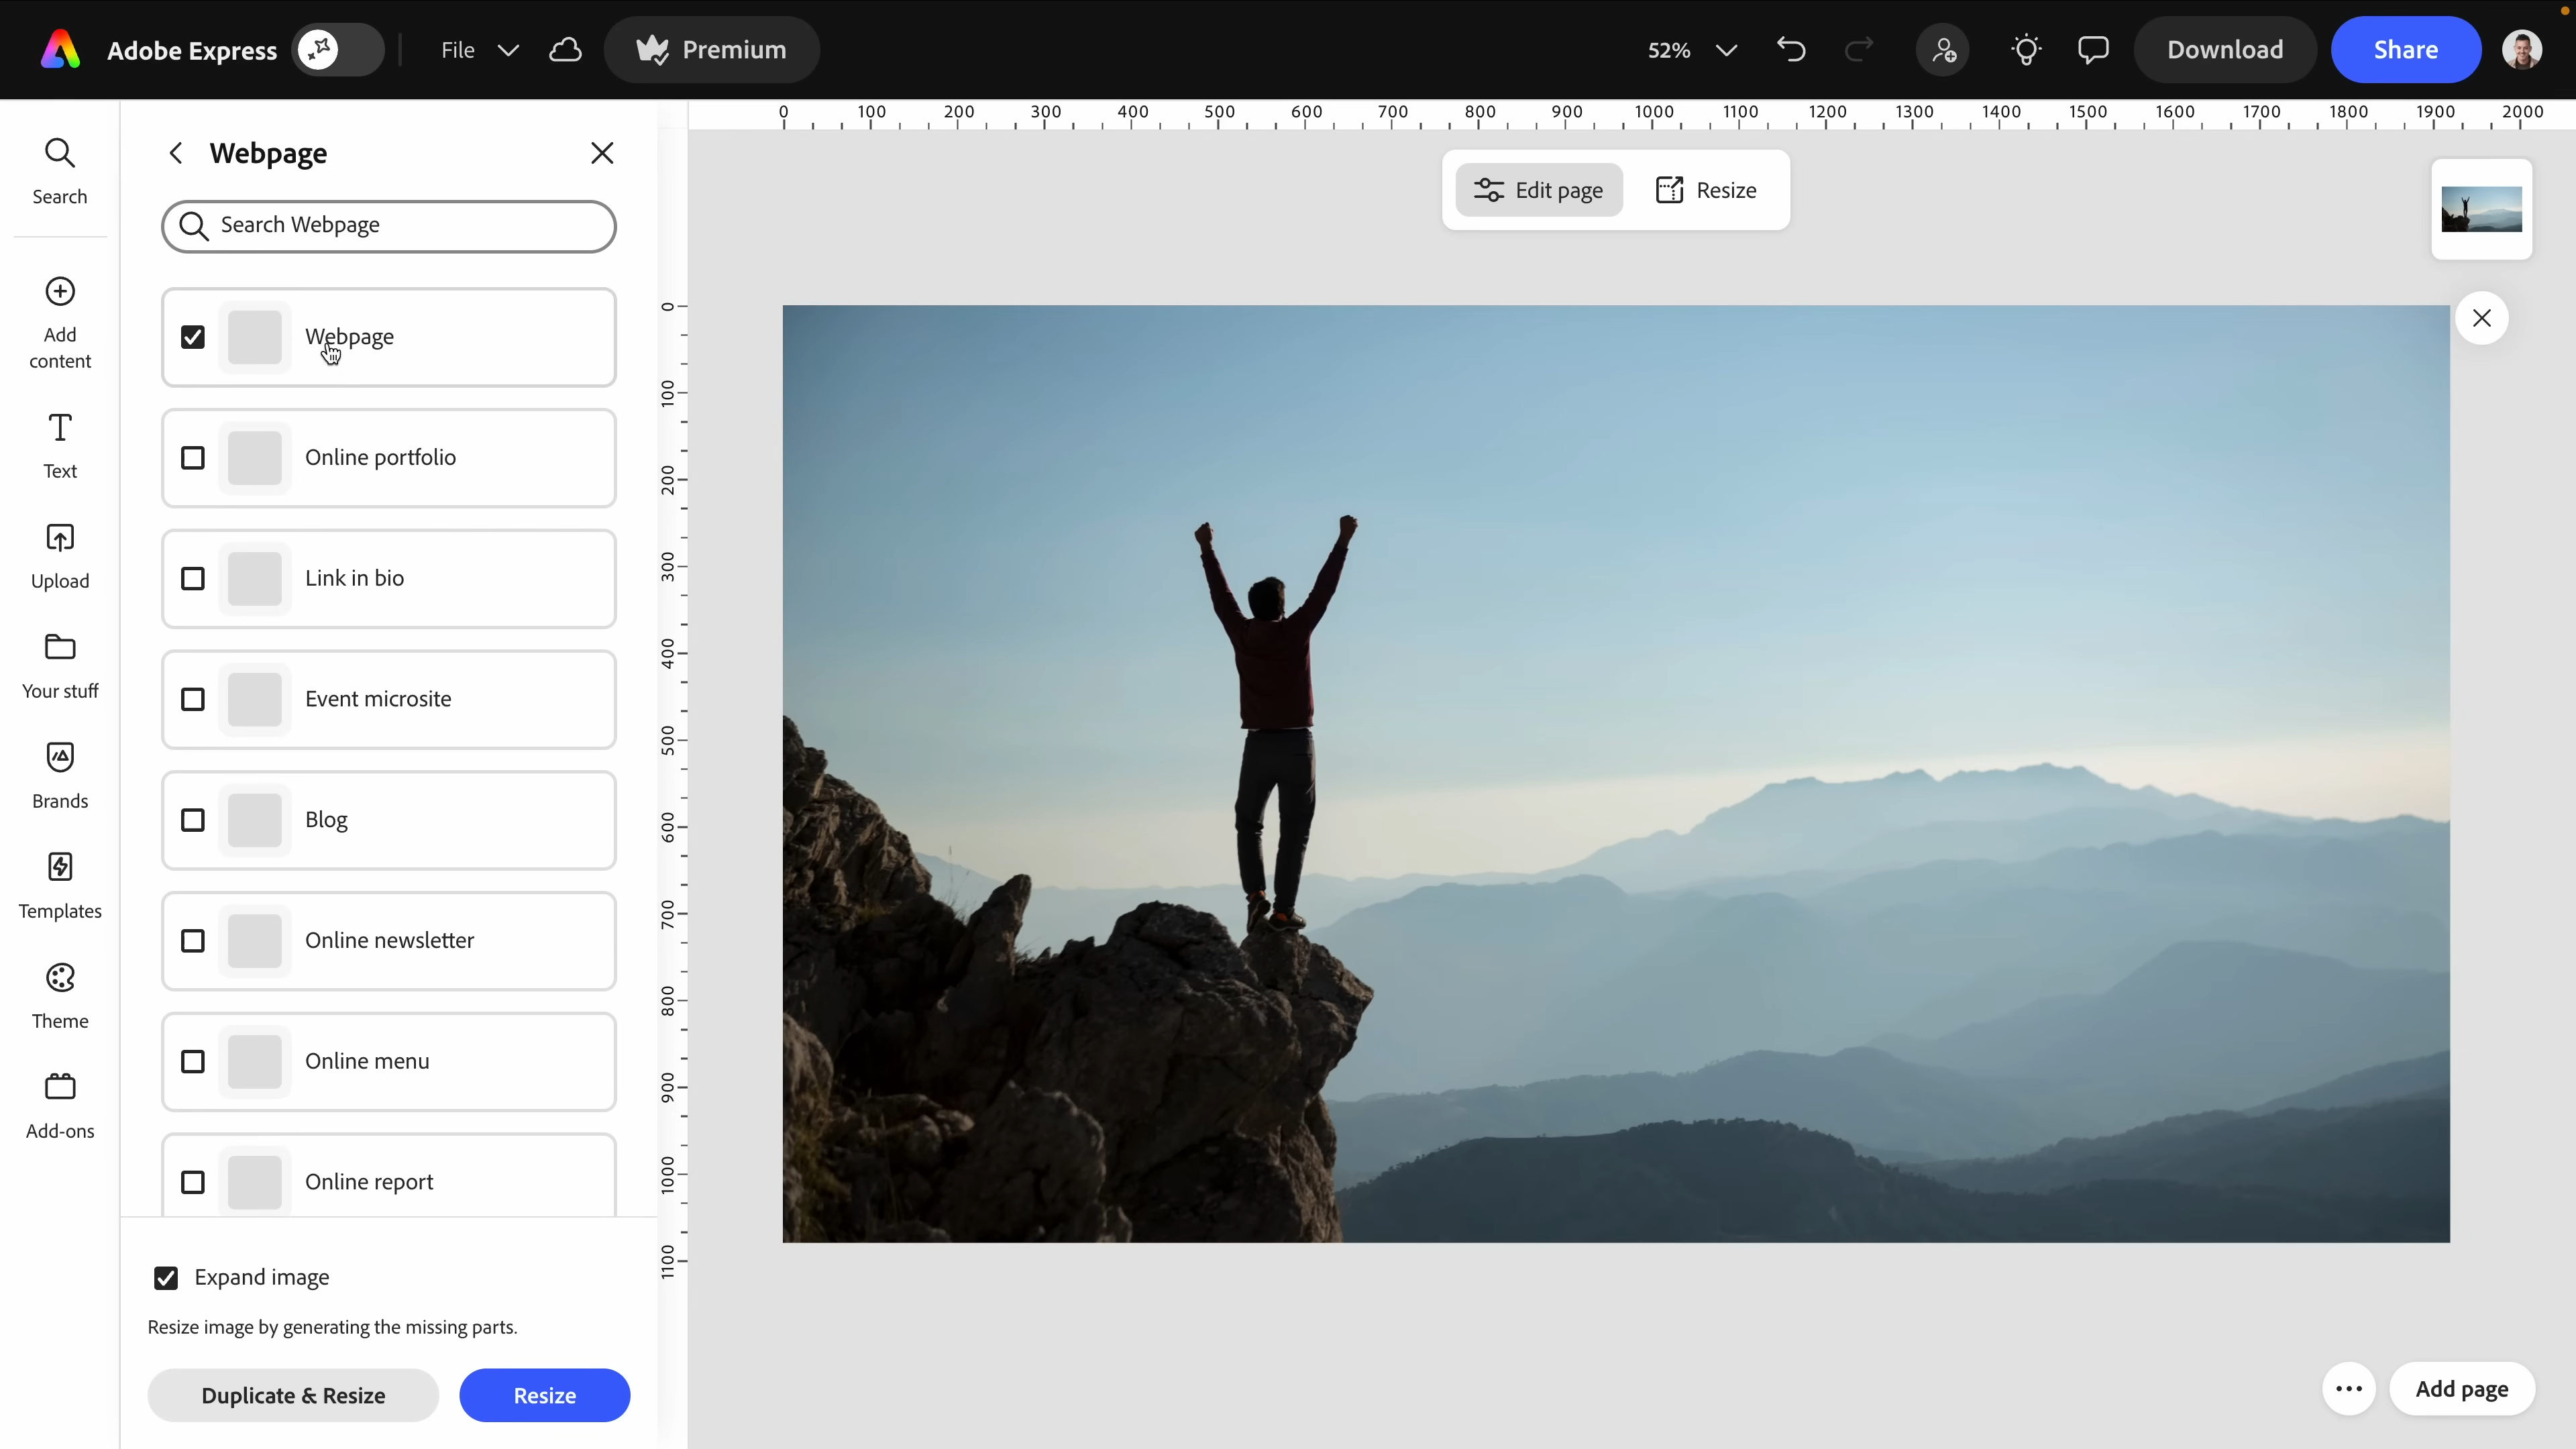 Adobe Express
File
Premium
52%
Download
Share
0 100 200 300 400 500 600 700 800 900 1000 1100 1200 1300 1400 1500 1600 1700 1800 1900 2000
Search
Add
content
Text
Upload
Your stuff
Brands
Templates
Theme
Add-ons
Webpage
Search Webpage
Webpage
Online portfolio
Link in bio
Event microsite
Blog
Online newsletter
Online menu
Online report
Expand image
Resize image by generating the missing parts.
Duplicate & Resize
Resize
0
100
200
300
400
500
600
700
800
900
1000
1100
Edit page
Resize
Add page